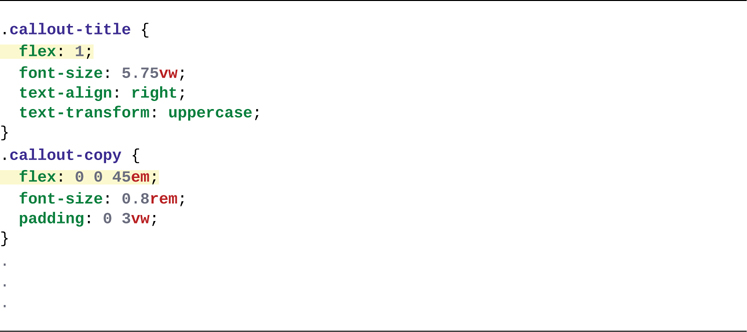 .callout-title {
  flex: 1;
  font-size: 5.75vw;
  text-align: right;
  text-transform: uppercase;
}
.callout-copy {
  flex: 0 0 45em;
  font-size: 0.8rem;
  padding: 0 3vw;
}
.
.
.